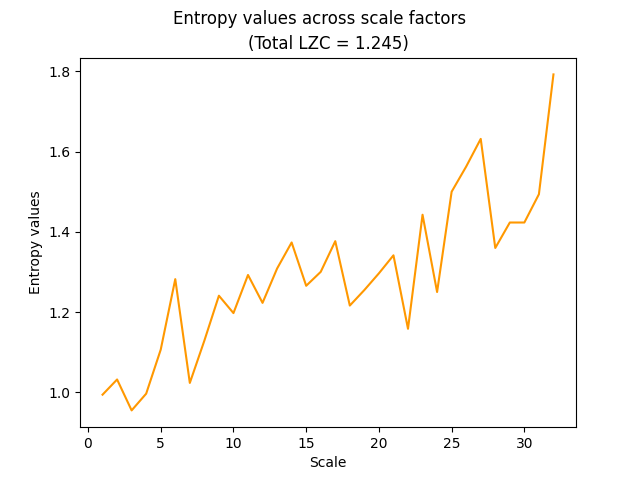 Entropy values across scale factors
(Total LZC = 1.245)
1.8
1.6
1.4
1.2
1.0
Entropy values
0 5 10 15 20 25 30
Scale